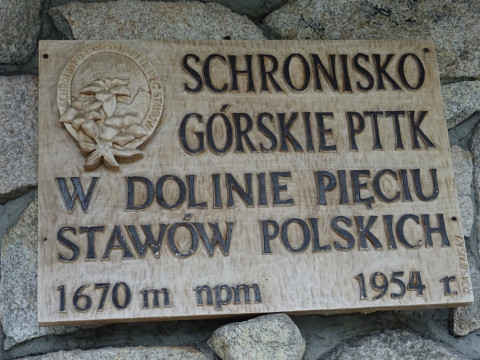 SCHRONISKO
GÓRSKIE PTTK
W DOLINIE PIĘCIU
STAWÓW POLSKICH
1670 m npm 1954 r.